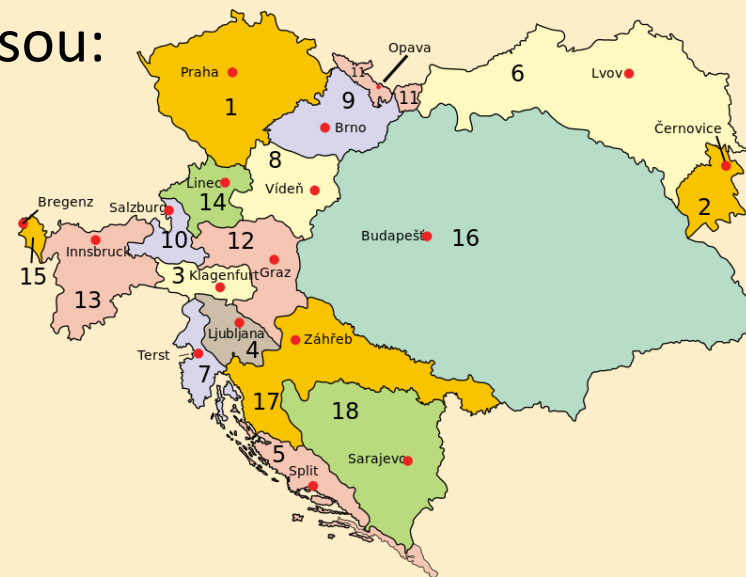 sou:
Opava
Praha
11
6
Lvov
1
9
11
Brno
Černovice
8
Linec
Vídeň
14
2
Bregenz
Salzburg
10
12
Budapešť
16
Innsbruck
15
3
Klagenfurt
Graz
13
Ljubljana
Záhřeb
4
Terst
7
17
18
5
Split
Sarajevo